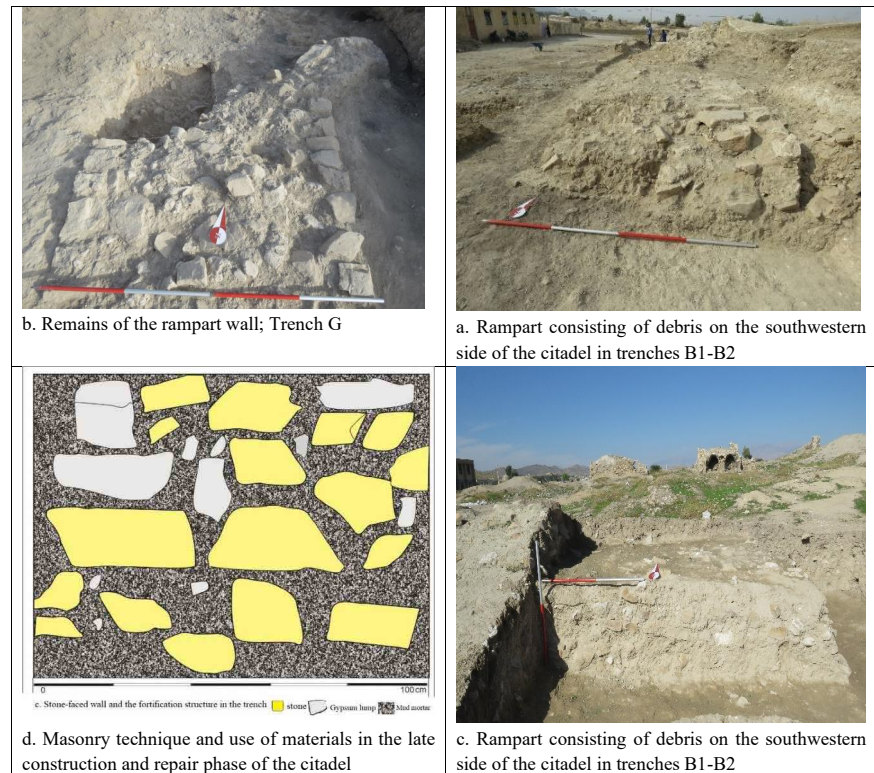 b. Remains of the rampart wall; Trench G
a. Rampart consisting of debris on the southwestern
side of the citadel in trenches B1-B2
0
100cm
c. Stone-faced wall and the fortification structure in the trench
stone
Gypsum lump
Mud mortar
d. Masonry technique and use of materials in the late
construction and repair phase of the citadel
c. Rampart consisting of debris on the southwestern
side of the citadel in trenches B1-B2